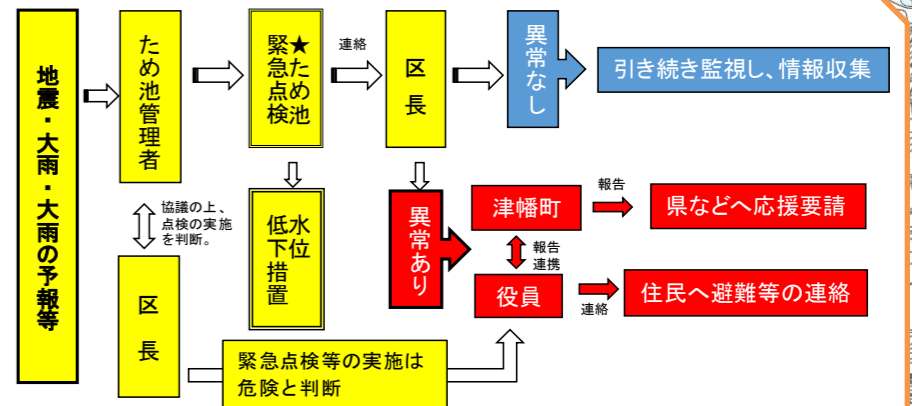 地震・大雨・大雨の予報等
ため池管理者
★ため池
緊急点検
連絡
区長
異常なし
引き続き監視し、情報収集
協議の上、
点検の実施
を判断。
水位
低下措置
異常あり
津幡町
報告
県などへ応援要請
報告
連携
役員
連絡
住民へ避難等の連絡
区長
緊急点検等の実施は
危険と判断